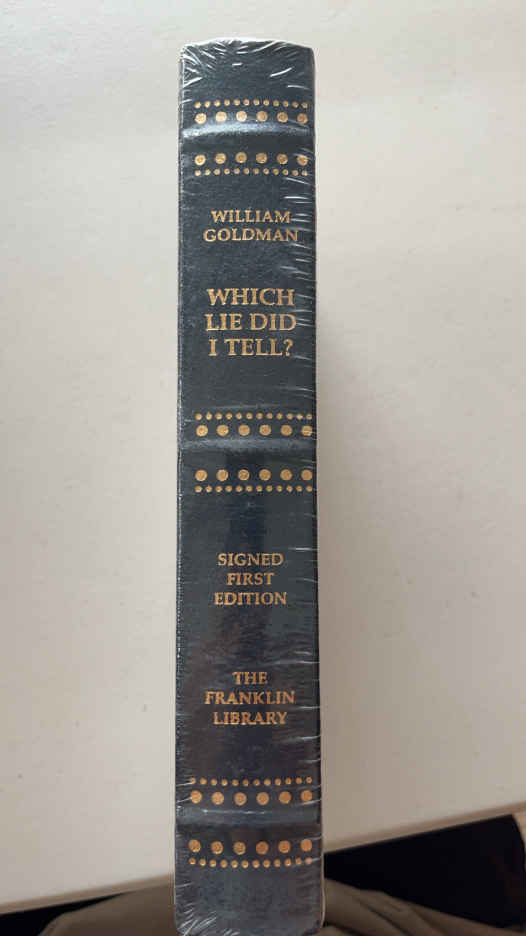 WILLIAM
GOLDMAN
WHICH
LIE DID
I TELL?
SIGNED
FIRST
EDITION
THE
FRANKLIN
LIBRARY